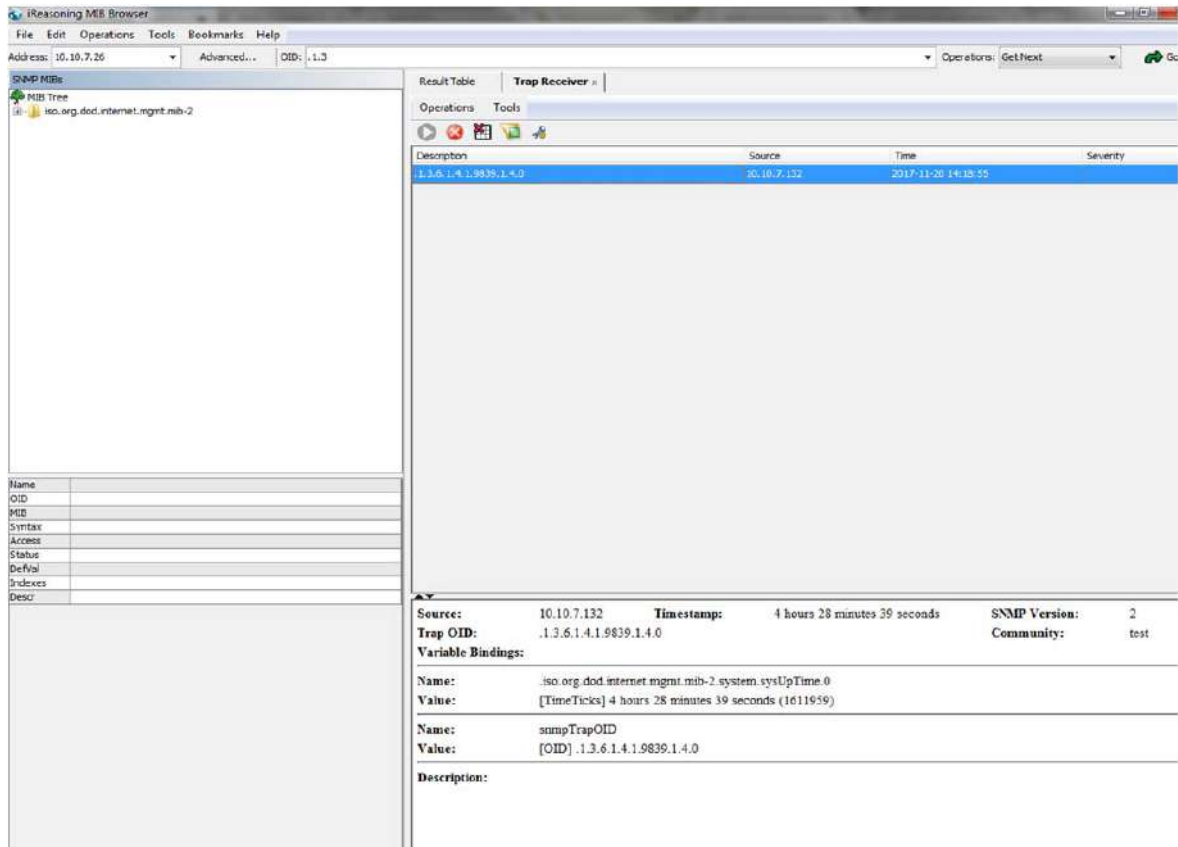 iReasoning MIB Browser
File Edit Operations Tools Bookmarks Help
Address: 10.10.7.26 Advanced... OID: .1.3 Operations: Get Next Go
SNMP MIBs
MIB Tree
iso.org.dod.internet.mgmt.mib-2
Result Table Trap Receiver
Operations Tools
Description Source Time Severity
.1.3.6.1.4.1.9839.1.4.0 10.10.7.132 2017-11-20 14:18:55
Name
OID
MIB
Syntax
Access
Status
DefVal
Indexes
Descr
Source: 10.10.7.132 Timestamp: 4 hours 28 minutes 39 seconds SNMP Version: 2
Trap OID: .1.3.6.1.4.1.9839.1.4.0 Community: test
Variable Bindings:
Name: .iso.org.dod.internet.mgmt.mib-2.system.sysUpTime.0
Value: [TimeTicks] 4 hours 28 minutes 39 seconds (1611959)
Name: snmpTrapOID
Value: [OID] .1.3.6.1.4.1.9839.1.4.0
Description: